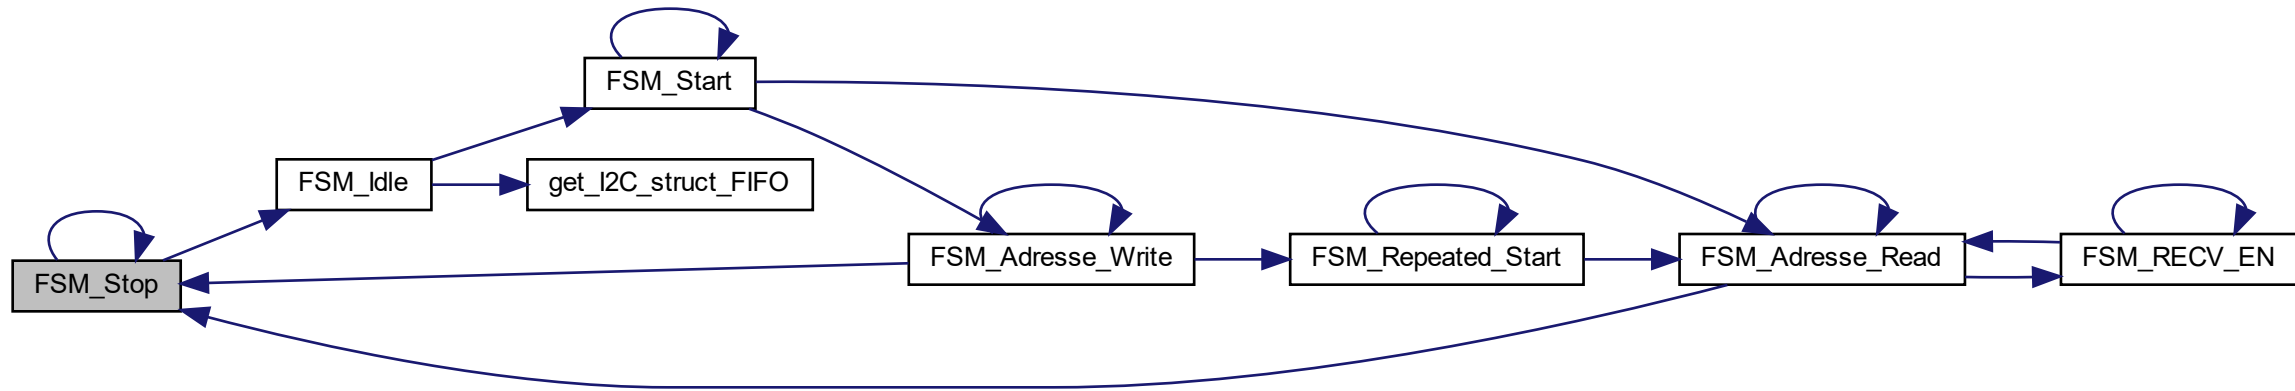 FSM_Start
FSM_Idle
get_I2C_struct_FIFO
FSM_Stop
FSM_Adresse_Write
FSM_Repeated_Start
FSM_Adresse_Read
FSM_RECV_EN